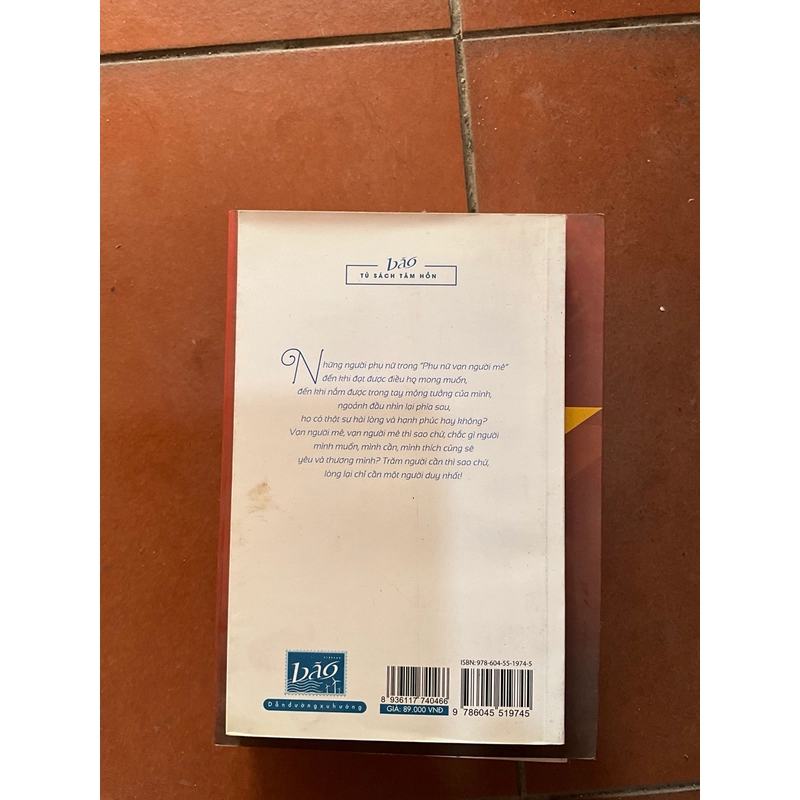 bão
TỦ SÁCH TÂM HỒN
Những người phụ nữ trong "Phụ nữ vạn người mê"
đến khi đạt được điều họ mong muốn,
đến khi nắm được trong tay mộng tưởng của mình,
ngoảnh đầu nhìn lại phía sau,
họ có thật sự hài lòng và hạnh phúc hay không?
Vạn người mê, vạn người mê thì sao chứ, chắc gì người
mình muốn, mình cần, mình thích cũng sẽ
yêu và thương mình? Trăm người cần thì sao chứ,
lòng lại chỉ cần một người duy nhất!
bão
Dẫn đường xu hướng
8 936117 740466
GIÁ: 89.000 VNĐ
ISBN: 978-604-55-1974-5
9 786045 519745